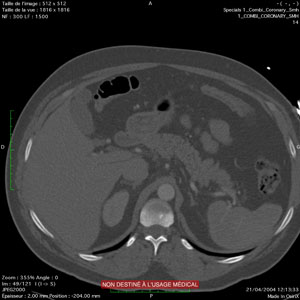 Taille de l'image : 512 x 512
Taille de la vue : 1816 x 1816
NF : 300 LF : 1500
A
Specials 1_Combi_Coronary_Smh
1_COMBI_CORONARY_SMH
14
D
G
Zoom : 355% Angle : 0
Im : 49/121 (I -> S)
JPEG2000
Épaisseur : 2.00 mm Position : -204.00 mm
NON DESTINÉ À L'USAGE MÉDICAL
P
21/04/2004 12:13:33
Made In OsiriX